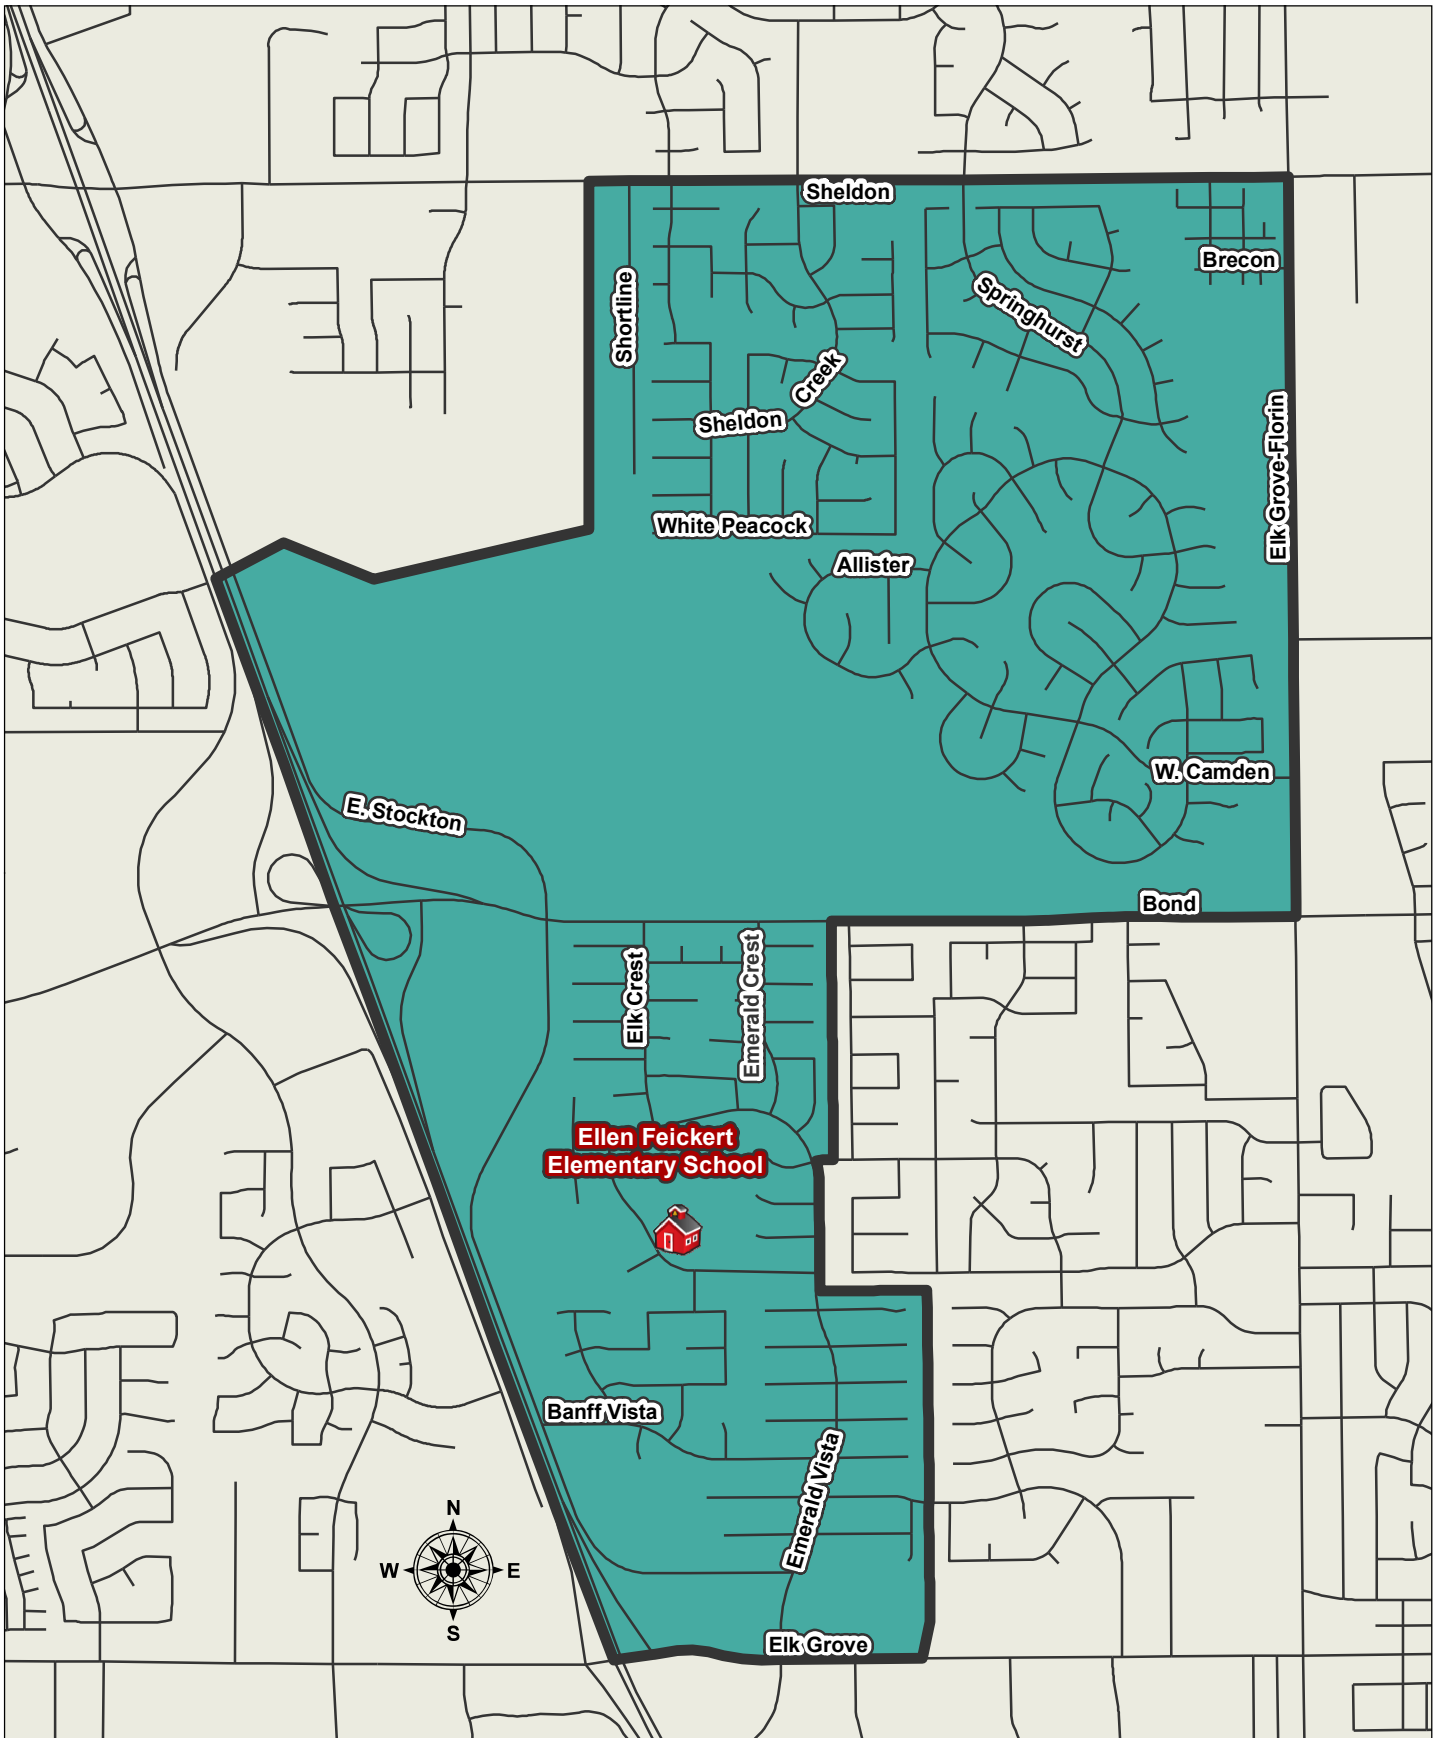 Sheldon
Brecon
Shortline
Springhurst
Creek
Sheldon
Elk Grove-Florin
White Peacock
Allister
W. Camden
E. Stockton
Bond
Elk Crest
Emerald Crest
Ellen Feickert
Elementary School
Banff Vista
Emerald Vista
N
W
E
S
Elk Grove